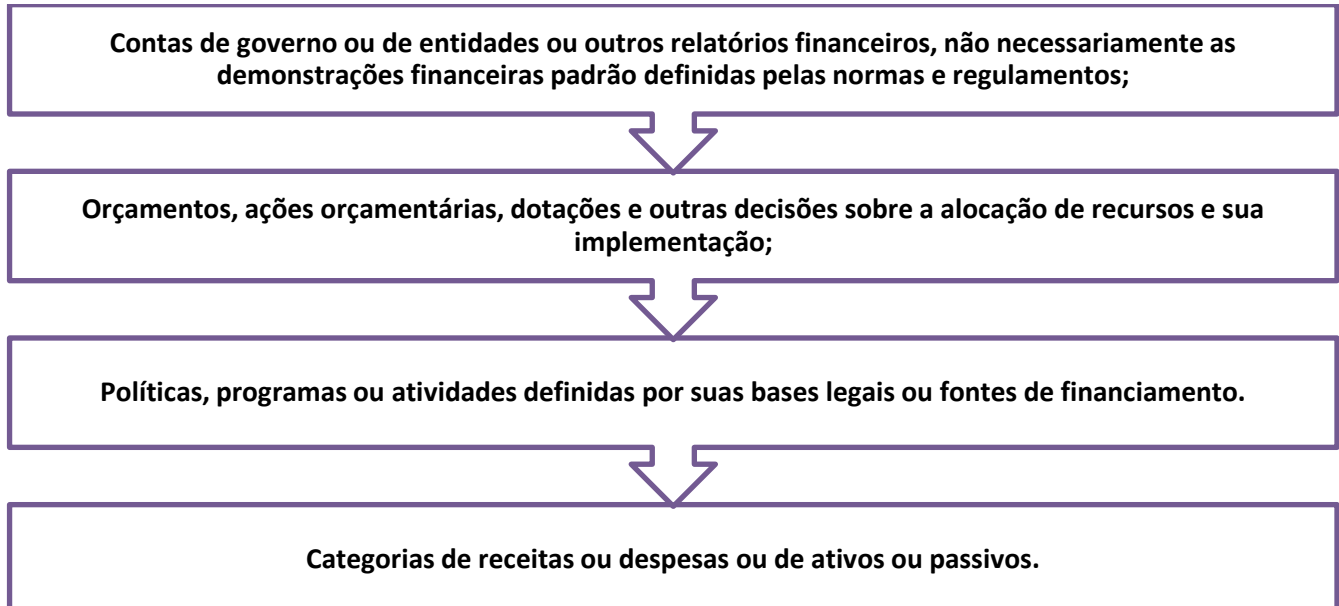 Contas de governo ou de entidades ou outros relatórios financeiros, não necessariamente as
demonstrações financeiras padrão definidas pelas normas e regulamentos;
Orçamentos, ações orçamentárias, dotações e outras decisões sobre a alocação de recursos e sua
implementação;
Políticas, programas ou atividades definidas por suas bases legais ou fontes de financiamento.
Categorias de receitas ou despesas ou de ativos ou passivos.